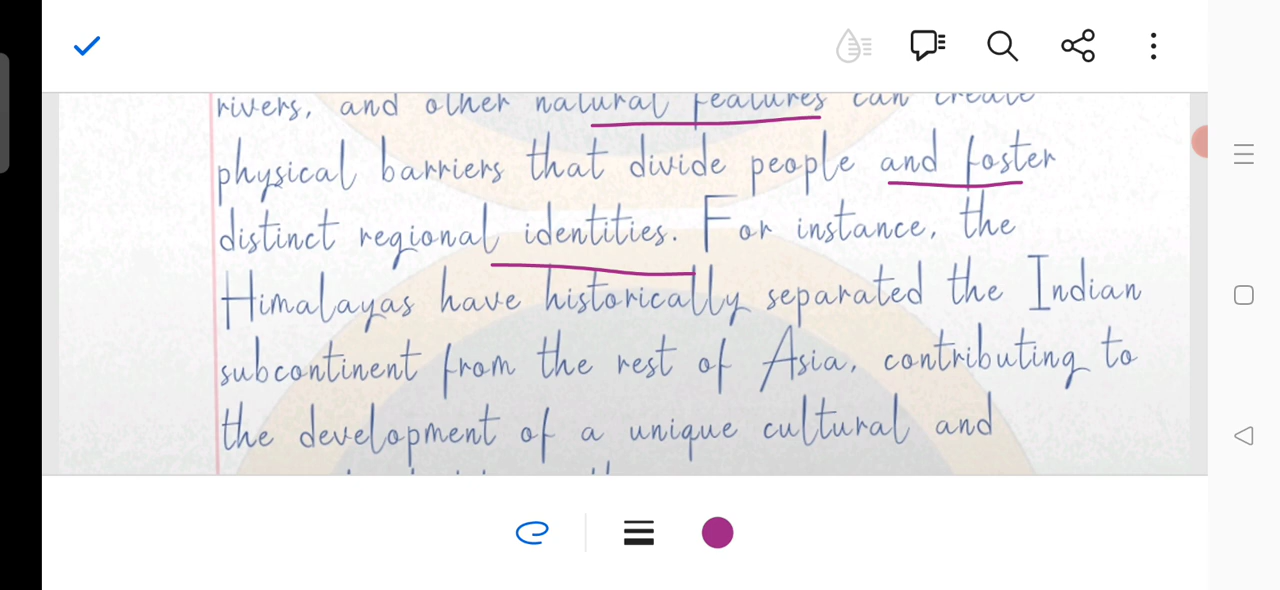 rivers, and other natural features can create
physical barriers that divide people and foster
distinct regional identities. For instance, the
Himalayas have historically separated the Indian
subcontinent from the rest of Asia, contributing to
the development of a unique cultural and